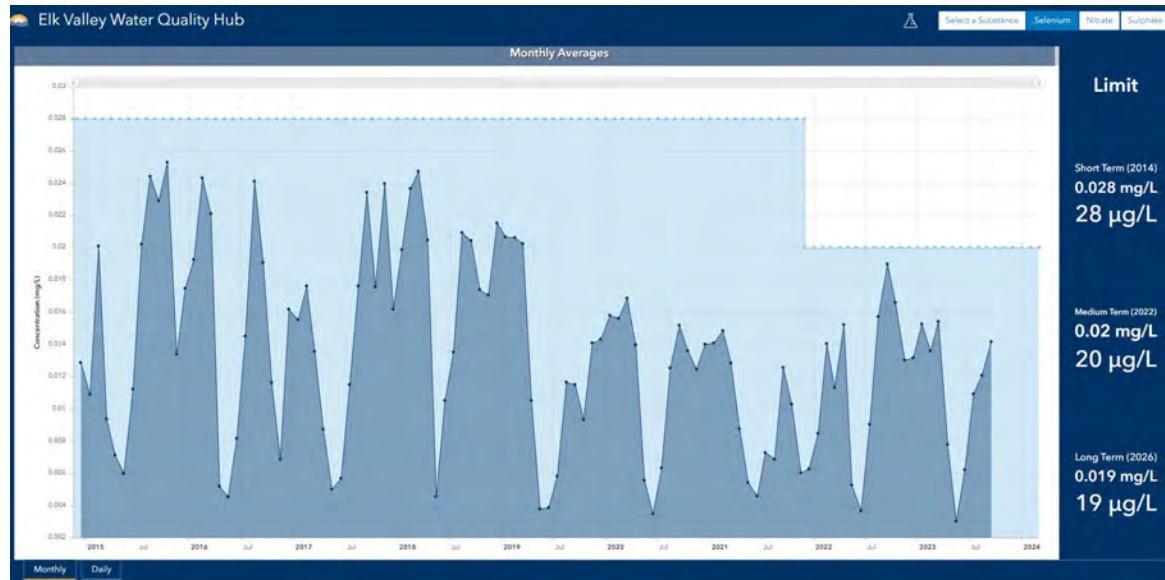 Elk Valley Water Quality Hub
Select a Substance Selenium Nitrate Sulphate
Monthly Averages
Limit
Short Term (2014)
0.028 mg/L
28 µg/L
Medium Term (2022)
0.02 mg/L
20 µg/L
Long Term (2026)
0.019 mg/L
19 µg/L
Concentration (mg/L)
0.03
0.028
0.026
0.024
0.022
0.02
0.018
0.016
0.014
0.012
0.01
0.008
0.006
0.004
0.002
2015 Jul 2016 Jul 2017 Jul 2018 Jul 2019 Jul 2020 Jul 2021 Jul 2022 Jul 2023 Jul 2024
Monthly Daily